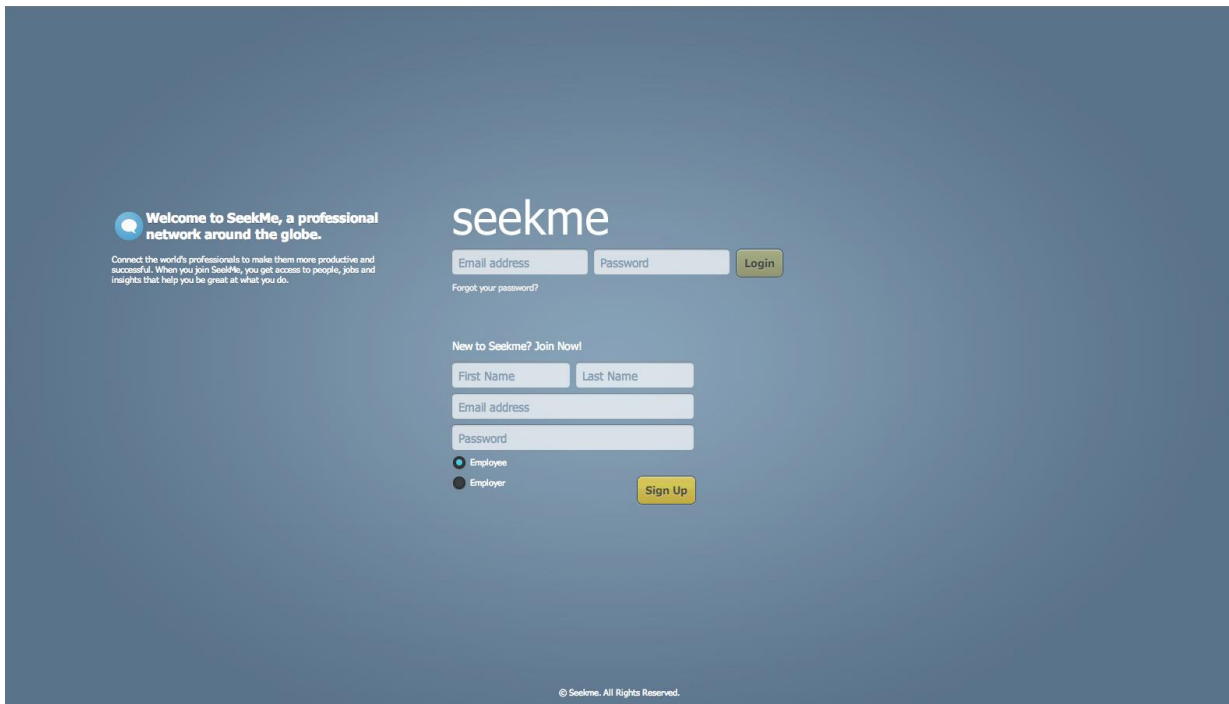 Welcome to SeekMe, a professional
network around the globe.
Connect the world's professionals to make them more productive and
successful. When you join SeekMe, you get access to people, jobs and
insights that help you be great at what you do.
seekme
Email address Password Login
Forgot your password?
New to Seekme? Join Now!
First Name Last Name
Email address
Password
Employee
Employer
Sign Up
© Seekme. All Rights Reserved.